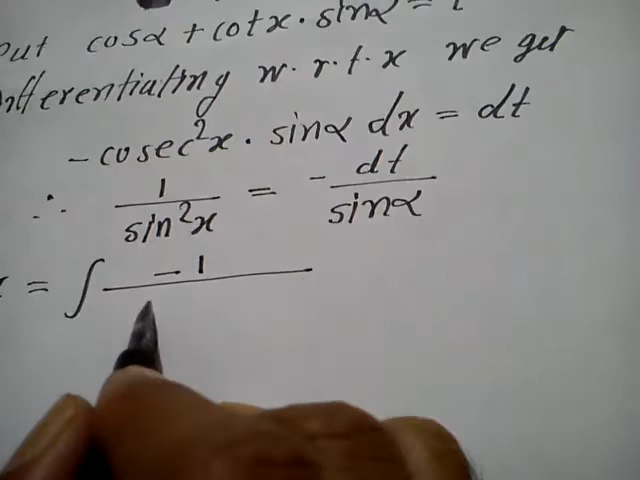 put cosα + cotx · sinα = t
Differentiating w.r.t.x we get
- cosec²x · sinα dx = dt
∴ 1/sin²x = - dt/sinα
= ∫ -1/